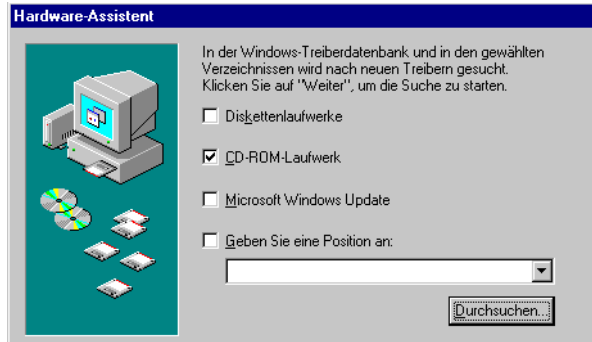 Hardware-Assistent
In der Windows-Treiberdatenbank und in den gewählten
Verzeichnissen wird nach neuen Treibern gesucht.
Klicken Sie auf "Weiter", um die Suche zu starten.
Diskettenlaufwerke
CD-ROM-Laufwerk
Microsoft Windows Update
Geben Sie eine Position an:
Durchsuchen...